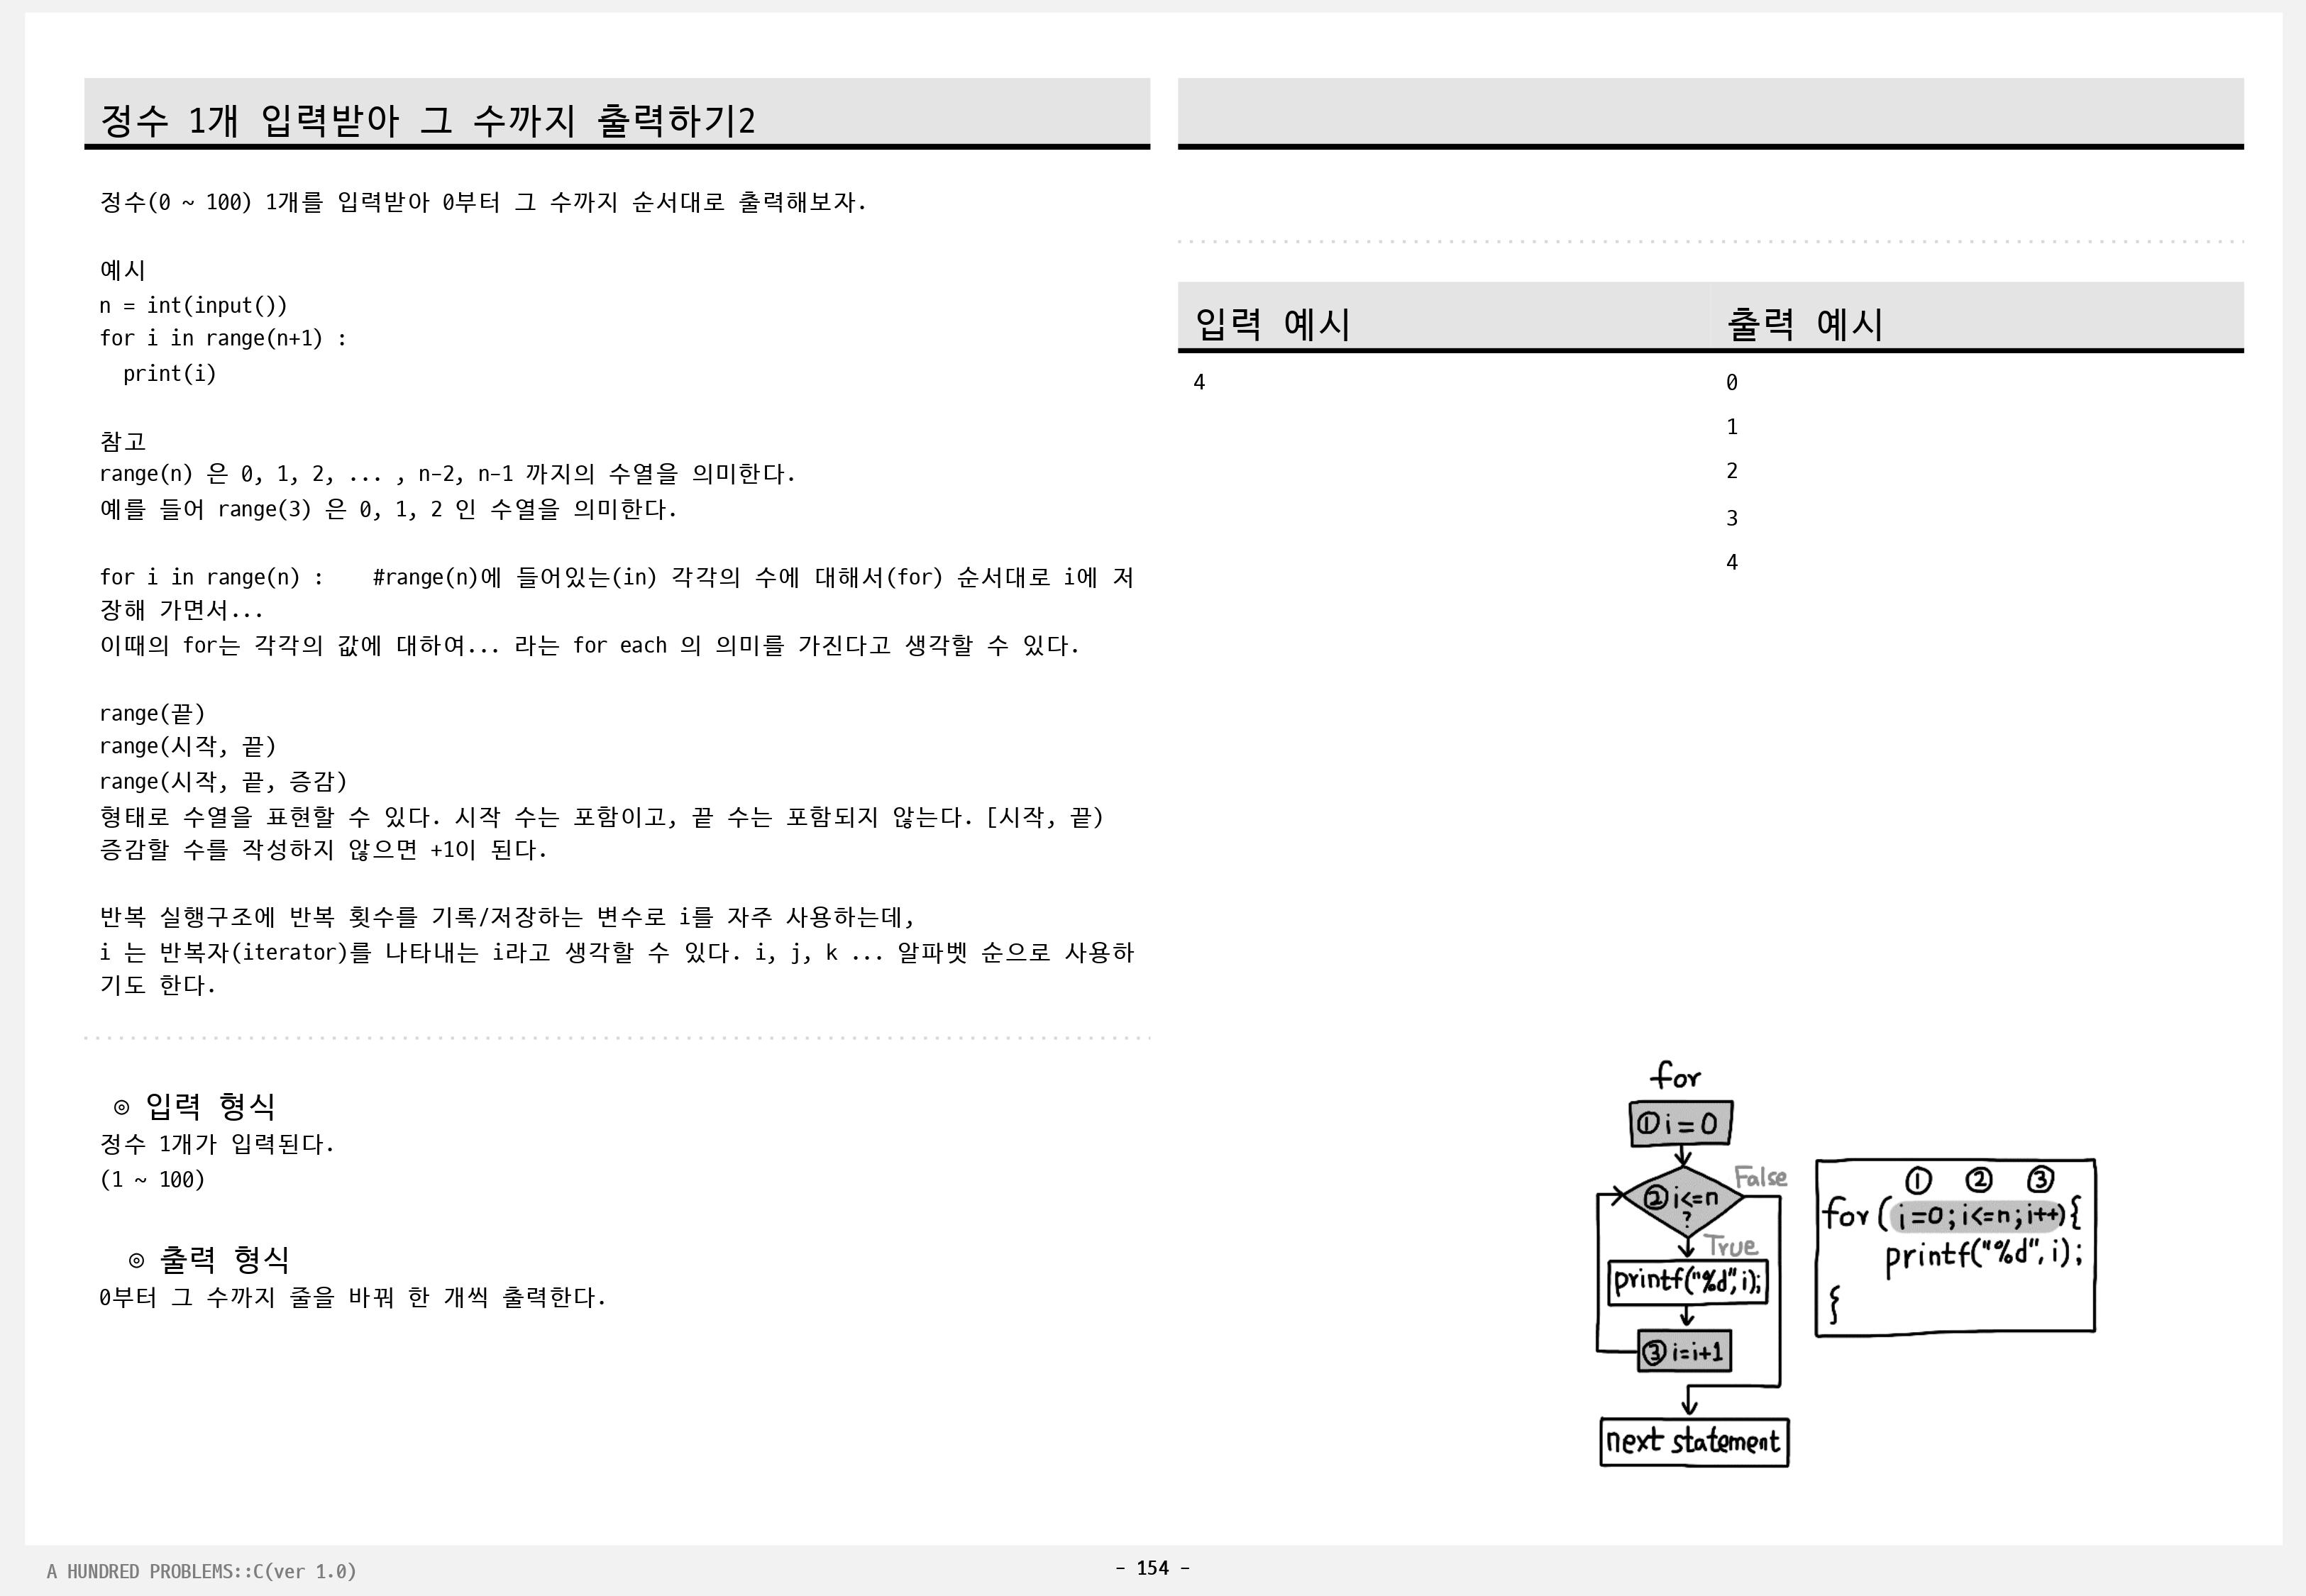 정수 1개 입력받아 그 수까지 출력하기2
정수(0 ~ 100) 1개를 입력받아 0부터 그 수까지 순서대로 출력해보자.
예시
n = int(input())
for i in range(n+1) :
  print(i)
참고
range(n) 은 0, 1, 2, ... , n-2, n-1 까지의 수열을 의미한다.
예를 들어 range(3) 은 0, 1, 2 인 수열을 의미한다.
for i in range(n) :    #range(n)에 들어있는(in) 각각의 수에 대해서(for) 순서대로 i에 저
장해 가면서...
이때의 for는 각각의 값에 대하여... 라는 for each 의 의미를 가진다고 생각할 수 있다.
range(끝)
range(시작, 끝)
range(시작, 끝, 증감)
형태로 수열을 표현할 수 있다. 시작 수는 포함이고, 끝 수는 포함되지 않는다. [시작, 끝)
증감할 수를 작성하지 않으면 +1이 된다.
반복 실행구조에 반복 횟수를 기록/저장하는 변수로 i를 자주 사용하는데,
i 는 반복자(iterator)를 나타내는 i라고 생각할 수 있다. i, j, k ... 알파벳 순으로 사용하
기도 한다.
◎ 입력 형식
정수 1개가 입력된다.
(1 ~ 100)
◎ 출력 형식
0부터 그 수까지 줄을 바꿔 한 개씩 출력한다.
입력 예시 출력 예시
4 0
1
2
3
4
for
① i=0
② i<=n
?
False
True
printf("%d",i);
③ i=i+1
next statement
① ② ③
for(i=0;i<=n;i++){
printf("%d",i);
}
A HUNDRED PROBLEMS::C(ver 1.0)
- 154 -